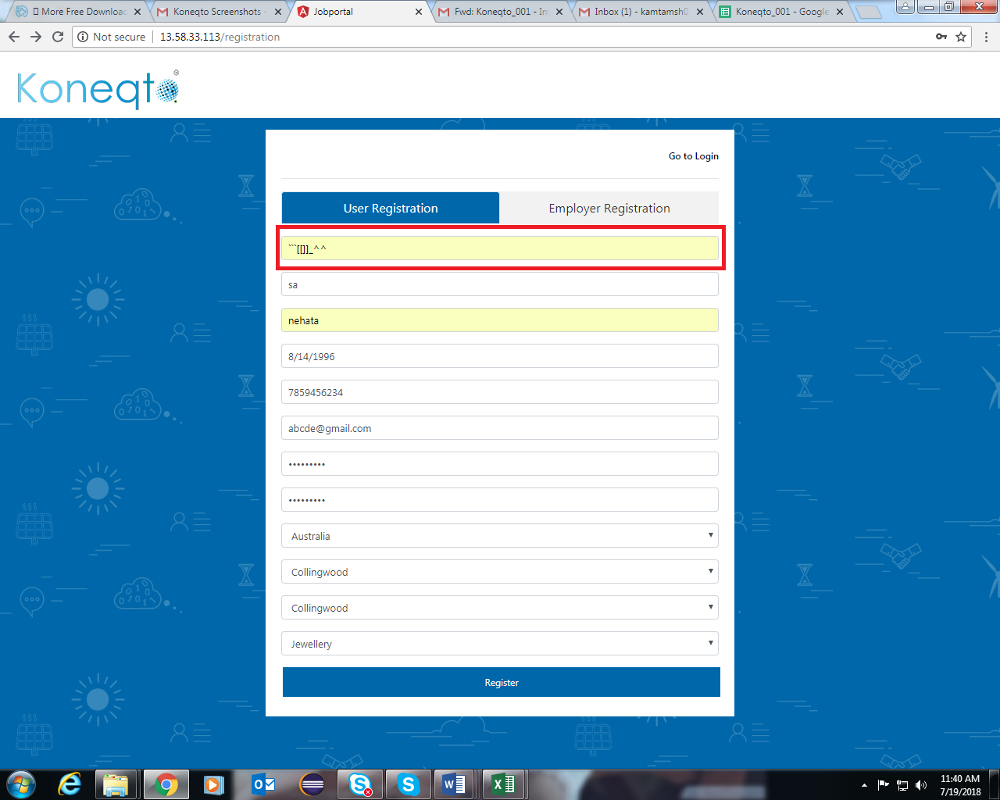 More Free Downloa
Koneqto Screenshots -
Jobportal
Fwd: Koneqto_001 - In
Inbox (1) - kamtamsh0
Koneqto_001 - Google
Not secure
13.58.33.113/registration
Koneqto
Go to Login
User Registration
Employer Registration
```[[]]_^^
sa
nehata
8/14/1996
7859456234
abcde@gmail.com
•••••••••
•••••••••
Australia
Collingwood
Collingwood
Jewellery
Register
11:40 AM
7/19/2018